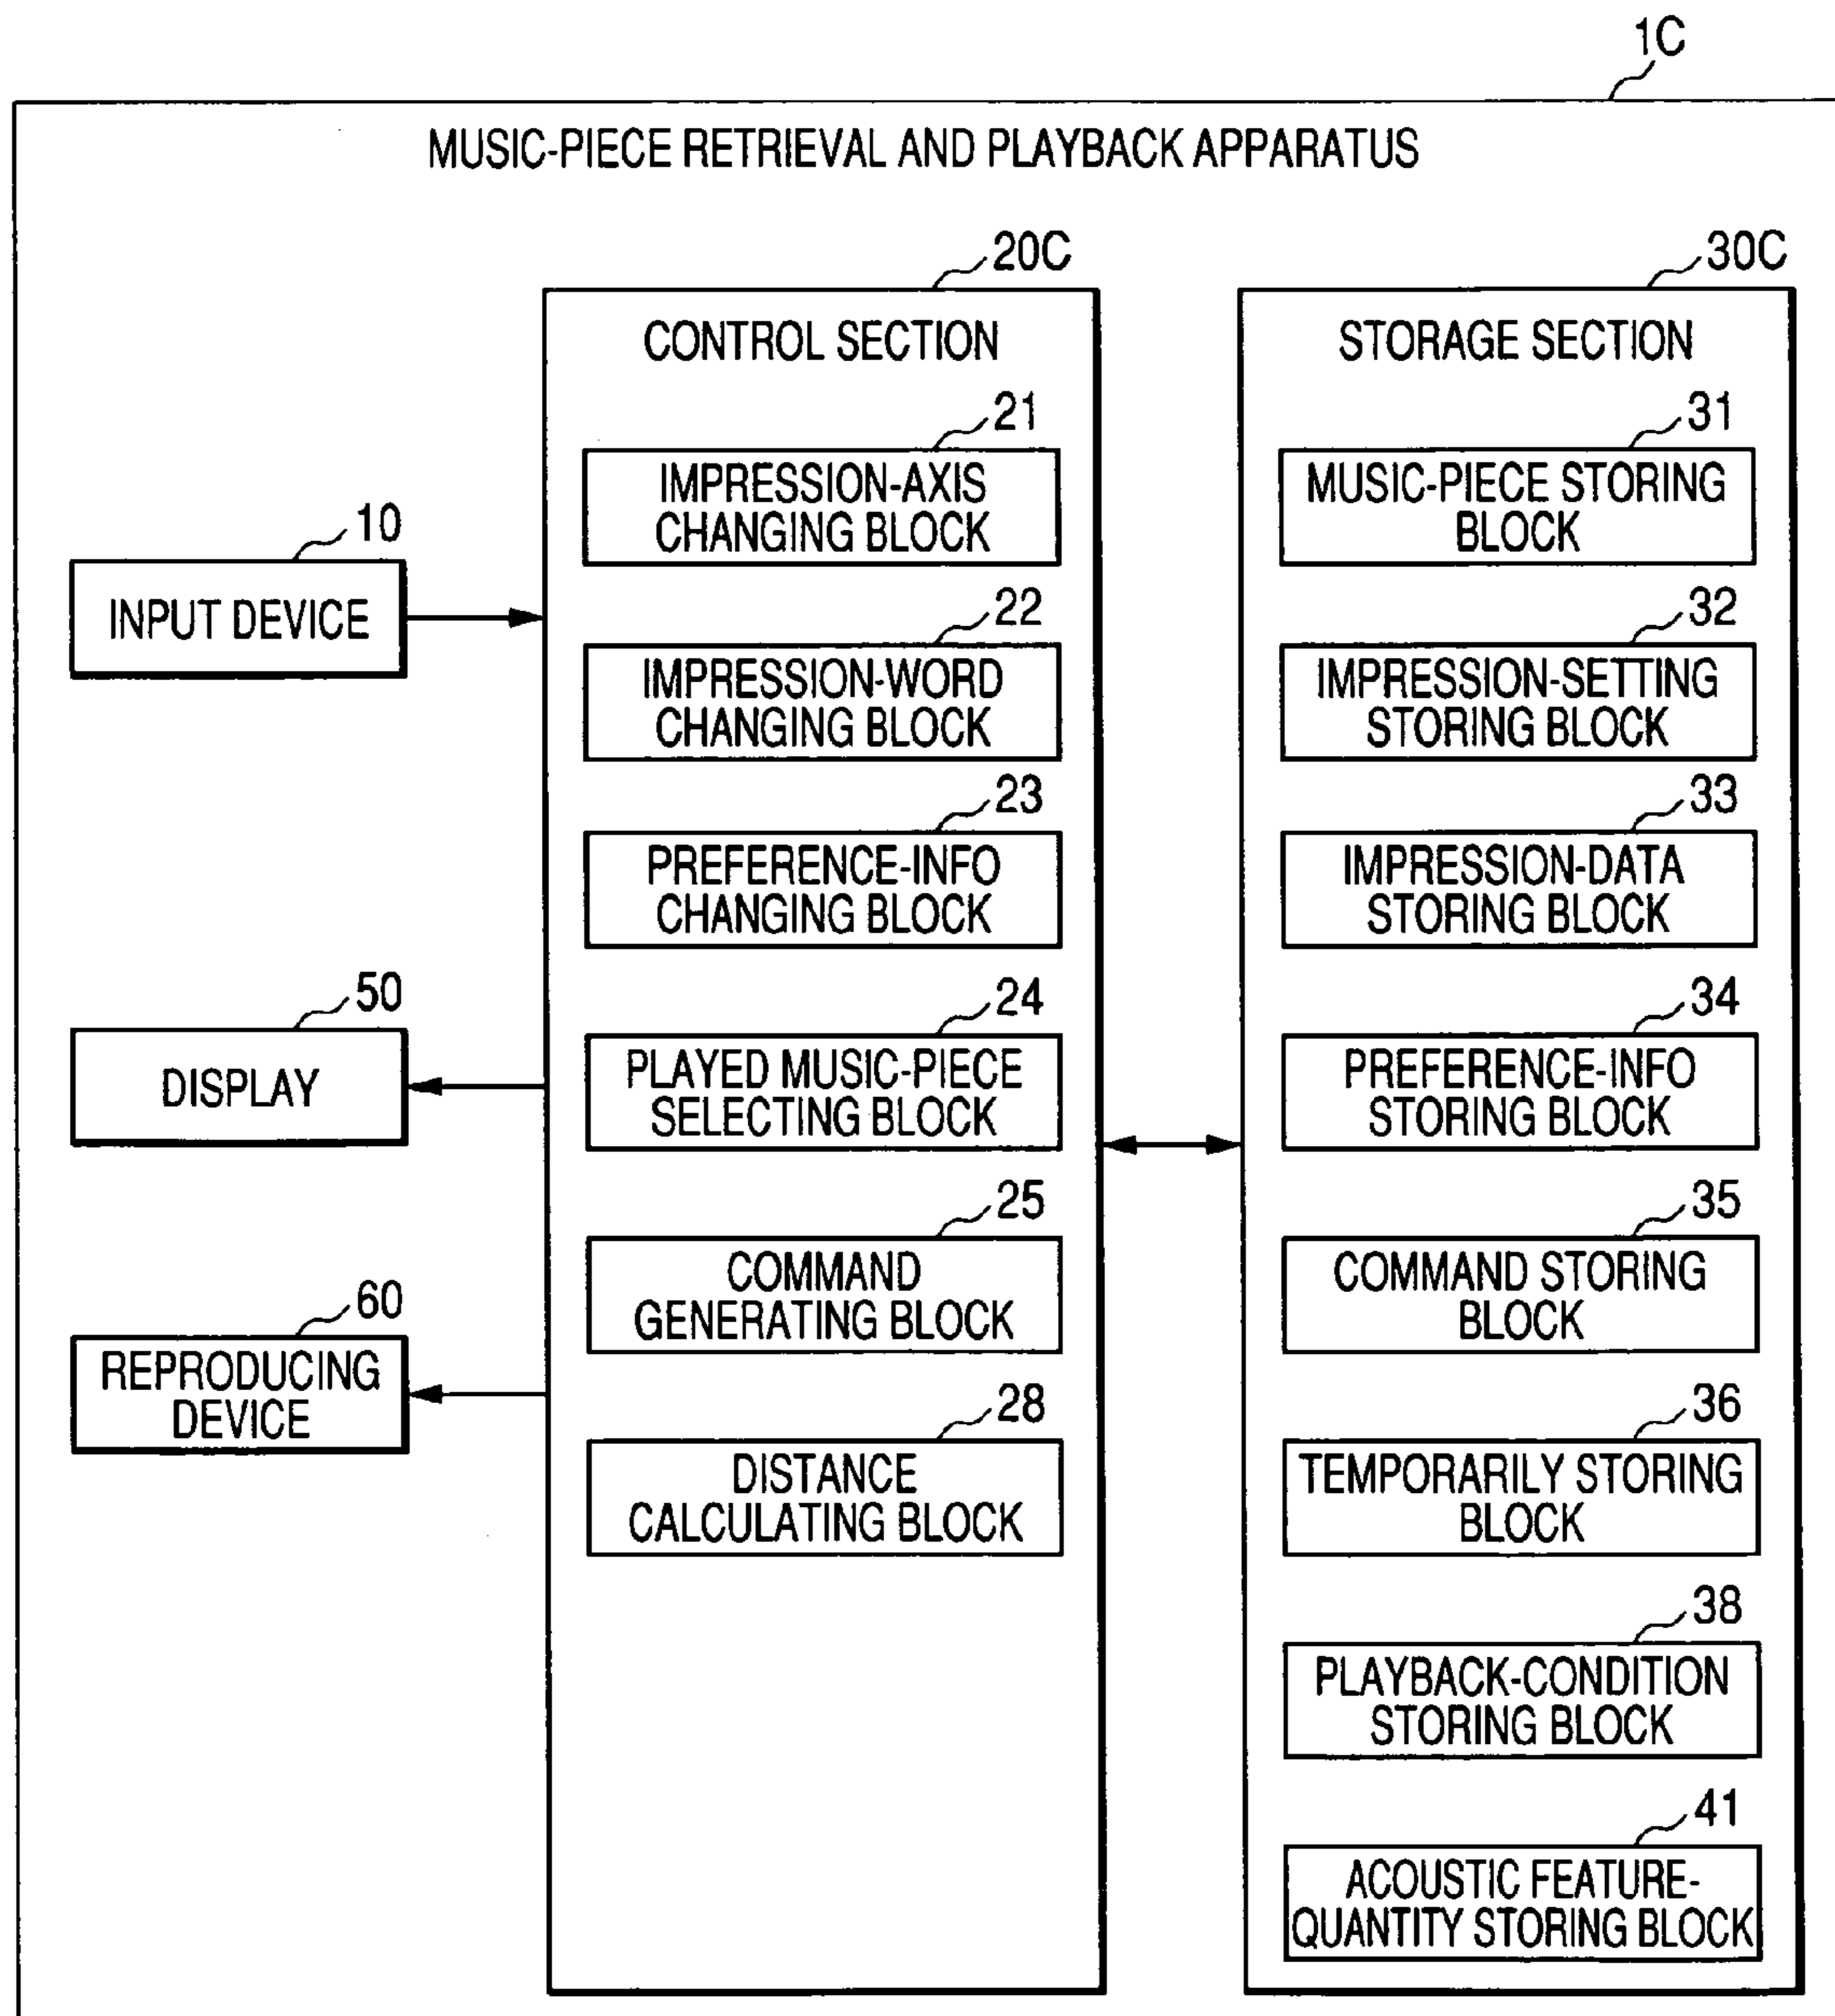 1C
MUSIC-PIECE RETRIEVAL AND PLAYBACK APPARATUS
10
INPUT DEVICE
50
DISPLAY
60
REPRODUCING
DEVICE
20C
CONTROL SECTION
21
IMPRESSION-AXIS
CHANGING BLOCK
22
IMPRESSION-WORD
CHANGING BLOCK
23
PREFERENCE-INFO
CHANGING BLOCK
24
PLAYED MUSIC-PIECE
SELECTING BLOCK
25
COMMAND
GENERATING BLOCK
28
DISTANCE
CALCULATING BLOCK
30C
STORAGE SECTION
31
MUSIC-PIECE STORING
BLOCK
32
IMPRESSION-SETTING
STORING BLOCK
33
IMPRESSION-DATA
STORING BLOCK
34
PREFERENCE-INFO
STORING BLOCK
35
COMMAND STORING
BLOCK
36
TEMPORARILY STORING
BLOCK
38
PLAYBACK-CONDITION
STORING BLOCK
41
ACOUSTIC FEATURE-
QUANTITY STORING BLOCK